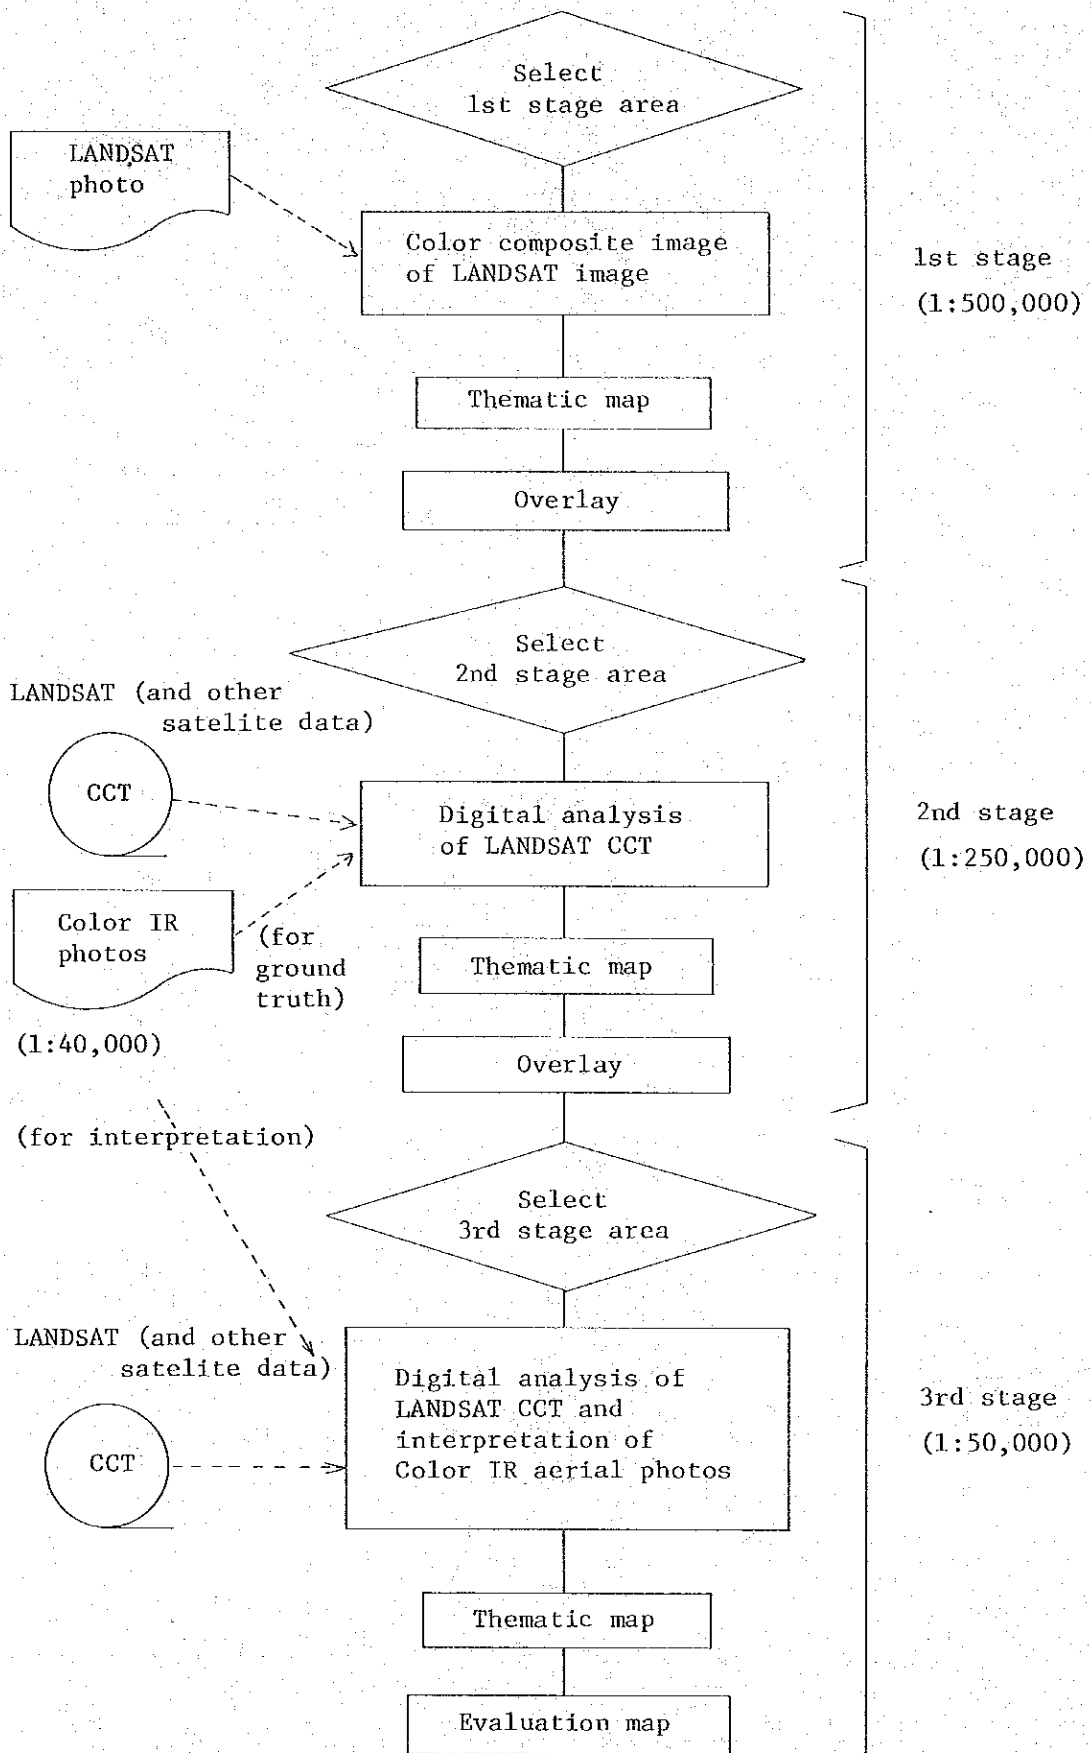 Select
1st stage area
LANDSAT
photo
Color composite image
of LANDSAT image
1st stage
(1:500,000)
Thematic map
Overlay
Select
2nd stage area
LANDSAT (and other
satelite data)
CCT
Digital analysis
of LANDSAT CCT
2nd stage
(1:250,000)
Color IR
photos
(for
ground
truth)
Thematic map
(1:40,000)
Overlay
(for interpretation)
Select
3rd stage area
LANDSAT (and other
satelite data)
CCT
Digital analysis of
LANDSAT CCT and
interpretation of
Color IR aerial photos
3rd stage
(1:50,000)
Thematic map
Evaluation map